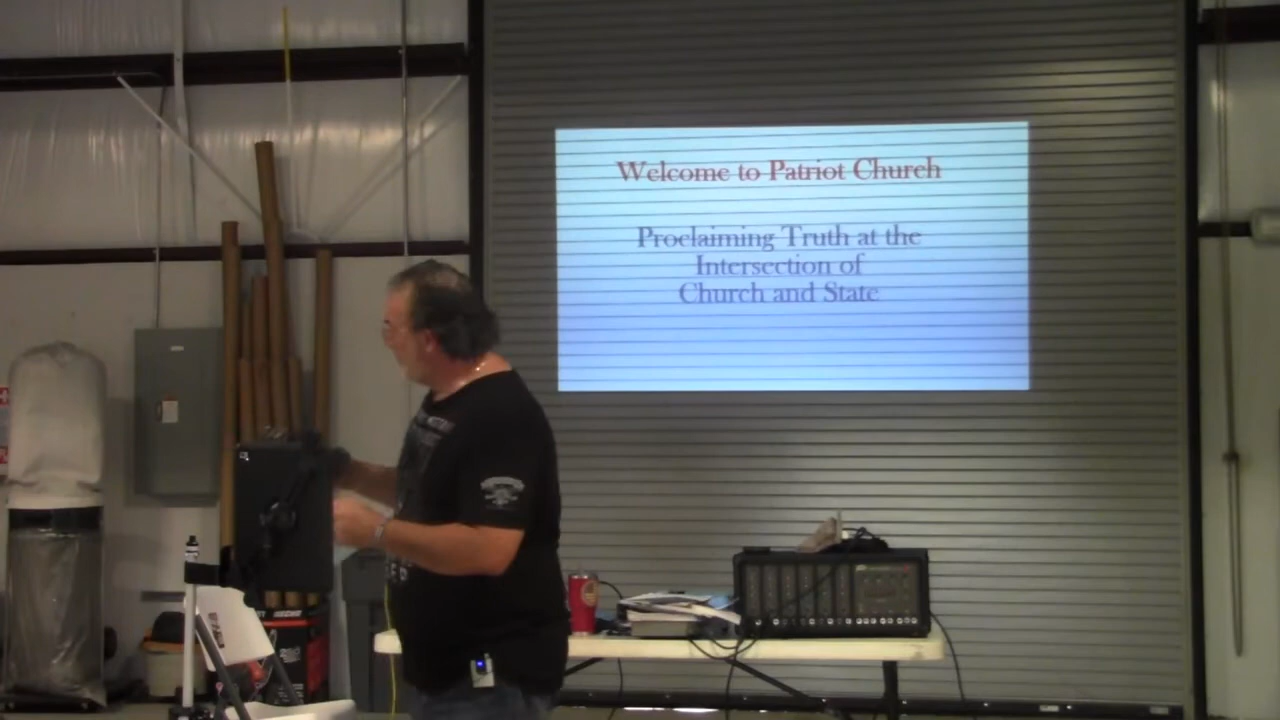 Welcome to Patriot Church
Proclaiming Truth at the
Intersection of
Church and State